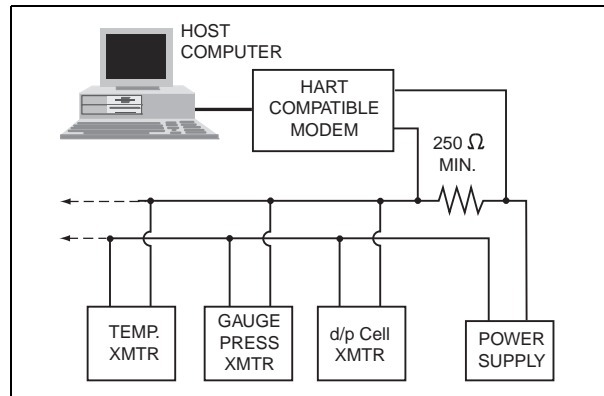 HOST
COMPUTER
HART
COMPATIBLE
MODEM
250 Ω
MIN.
TEMP.
XMTR
GAUGE
PRESS
XMTR
d/p Cell
XMTR
POWER
SUPPLY